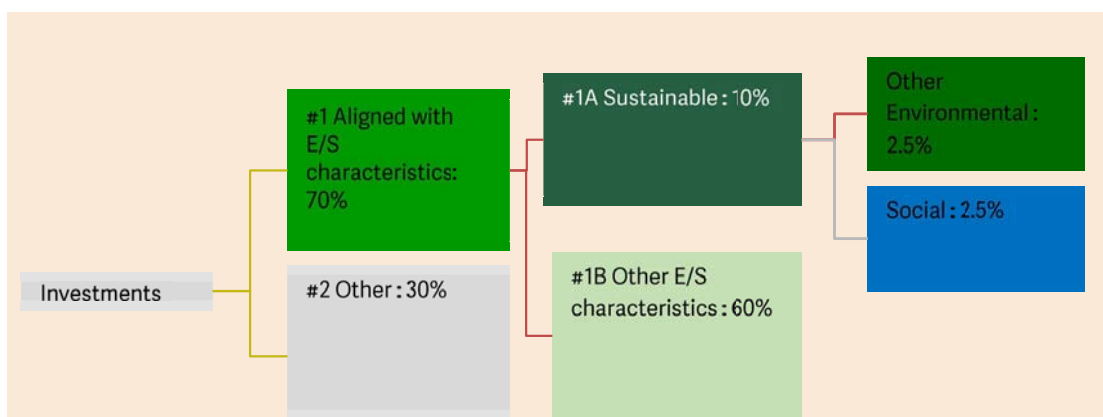 Investments
#1 Aligned with
E/S
characteristics:
70%
#2 Other : 30%
#1A Sustainable : 10%
#1B Other E/S
characteristics : 60%
Other
Environmental :
2.5%
Social : 2.5%